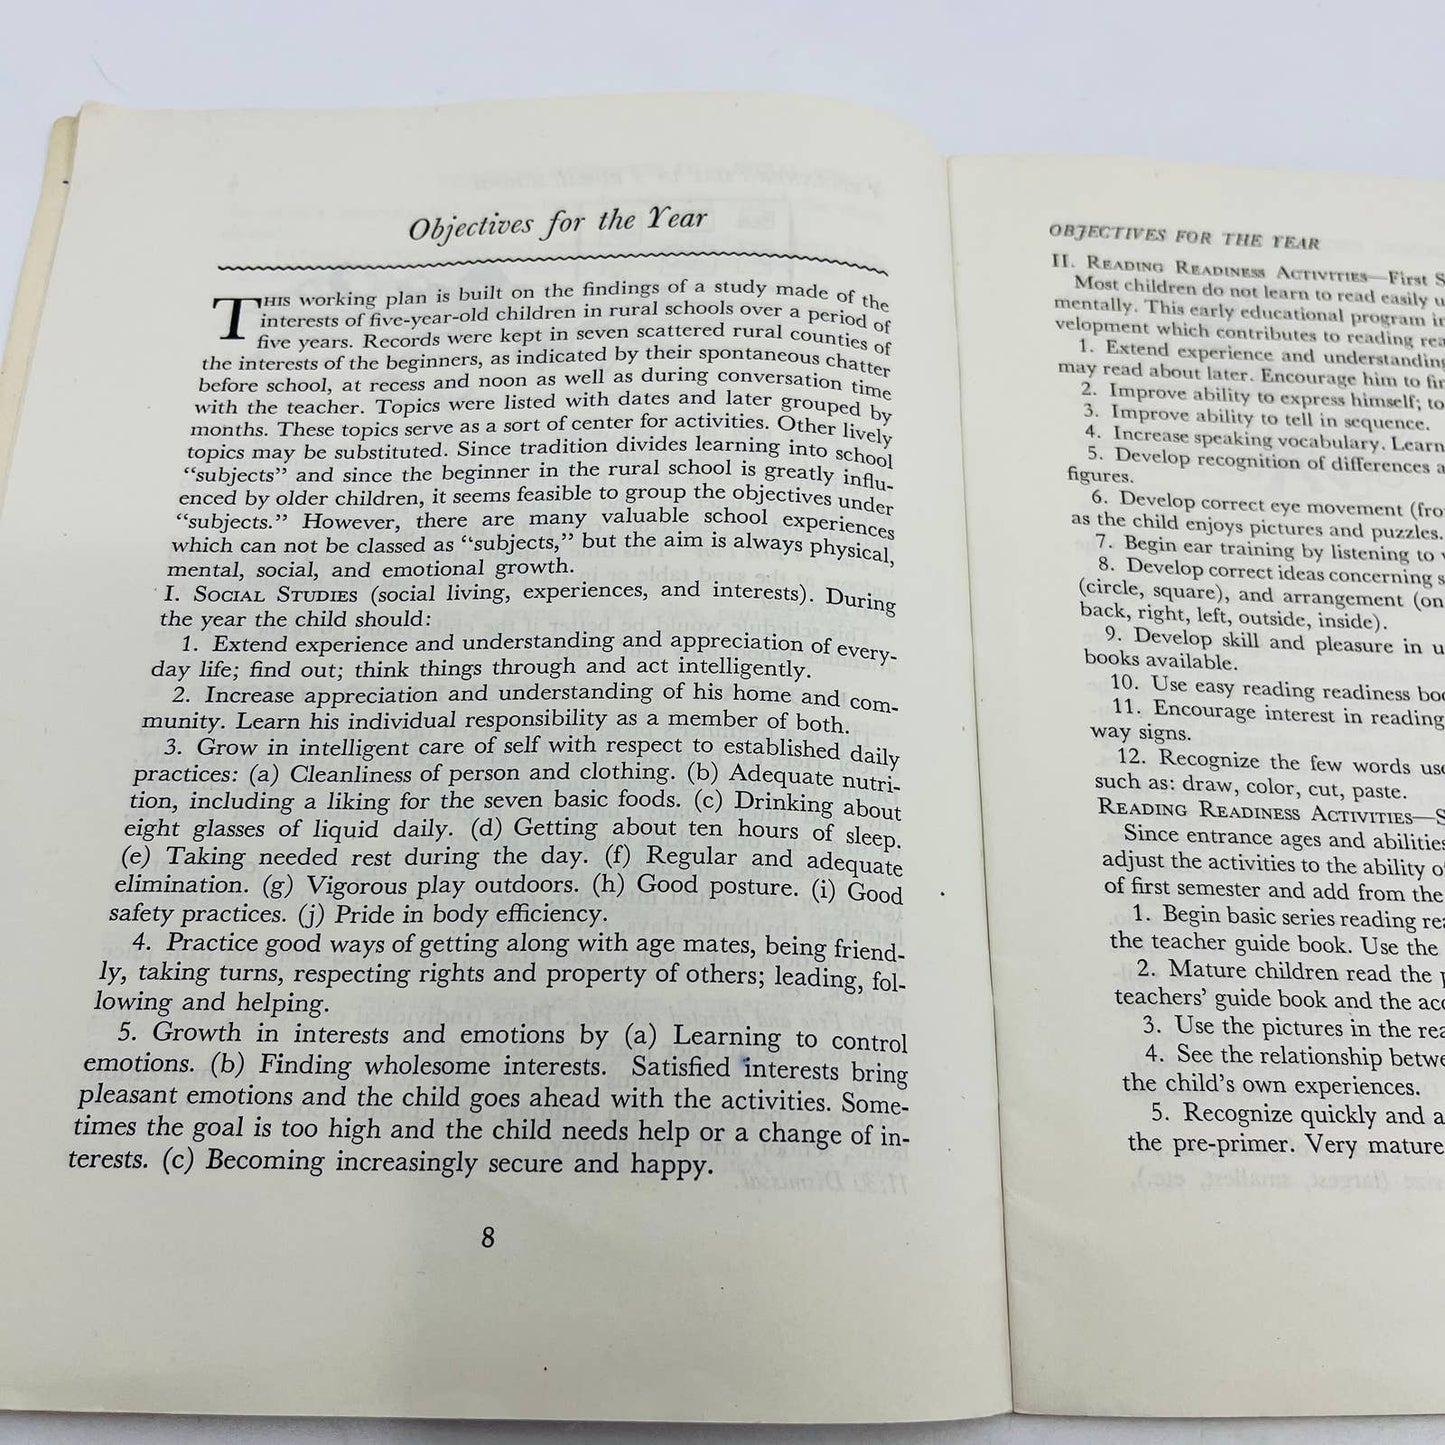 Objectives for the Year
THIS working plan is built on the findings of a study made of the
interests of five-year-old children in rural schools over a period of
five years. Records were kept in seven scattered rural counties of
the interests of the beginners, as indicated by their spontaneous chatter
before school, at recess and noon as well as during conversation time
with the teacher. Topics were listed with dates and later grouped by
months. These topics serve as a sort of center for activities. Other lively
topics may be substituted. Since tradition divides learning into school
“subjects” and since the beginner in the rural school is greatly influ-
enced by older children, it seems feasible to group the objectives under
“subjects.” However, there are many valuable school experiences
which can not be classed as “subjects,” but the aim is always physical,
mental, social, and emotional growth.
I. SOCIAL STUDIES (social living, experiences, and interests). During
the year the child should:
1. Extend experience and understanding and appreciation of every-
day life; find out; think things through and act intelligently.
2. Increase appreciation and understanding of his home and com-
munity. Learn his individual responsibility as a member of both.
3. Grow in intelligent care of self with respect to established daily
practices: (a) Cleanliness of person and clothing. (b) Adequate nutri-
tion, including a liking for the seven basic foods. (c) Drinking about
eight glasses of liquid daily. (d) Getting about ten hours of sleep.
(e) Taking needed rest during the day. (f) Regular and adequate
elimination. (g) Vigorous play outdoors. (h) Good posture. (i) Good
safety practices. (j) Pride in body efficiency.
4. Practice good ways of getting along with age mates, being friend-
ly, taking turns, respecting rights and property of others; leading, fol-
lowing and helping.
5. Growth in interests and emotions by (a) Learning to control
emotions. (b) Finding wholesome interests. Satisfied interests bring
pleasant emotions and the child goes ahead with the activities. Some-
times the goal is too high and the child needs help or a change of in-
terests. (c) Becoming increasingly secure and happy.
8
OBJECTIVES FOR THE YEAR
II. READING READINESS ACTIVITIES—First
Most children do not learn to read easily
mentally. This early educational program
velopment which contributes to reading
1. Extend experience and understanding
may read about later. Encourage him to
2. Improve ability to express himself; to
3. Improve ability to tell in sequence.
4. Increase speaking vocabulary.
5. Develop recognition of differences
figures.
6. Develop correct eye movement
as the child enjoys pictures and puzzles.
7. Begin ear training by listening to
8. Develop correct ideas concerning
(circle, square), and arrangement (on
back, right, left, outside, inside).
9. Develop skill and pleasure in
books available.
10. Use easy reading readiness
11. Encourage interest in reading
way signs.
12. Recognize the few words
such as: draw, color, cut, paste.
READING READINESS ACTIVITIES—
Since entrance ages and abilities
adjust the activities to the ability
of first semester and add from the
1. Begin basic series reading
the teacher guide book. Use the
2. Mature children read the
teachers’ guide book and the
3. Use the pictures in the
4. See the relationship
the child’s own experiences.
5. Recognize quickly and
the pre-primer. Very mature